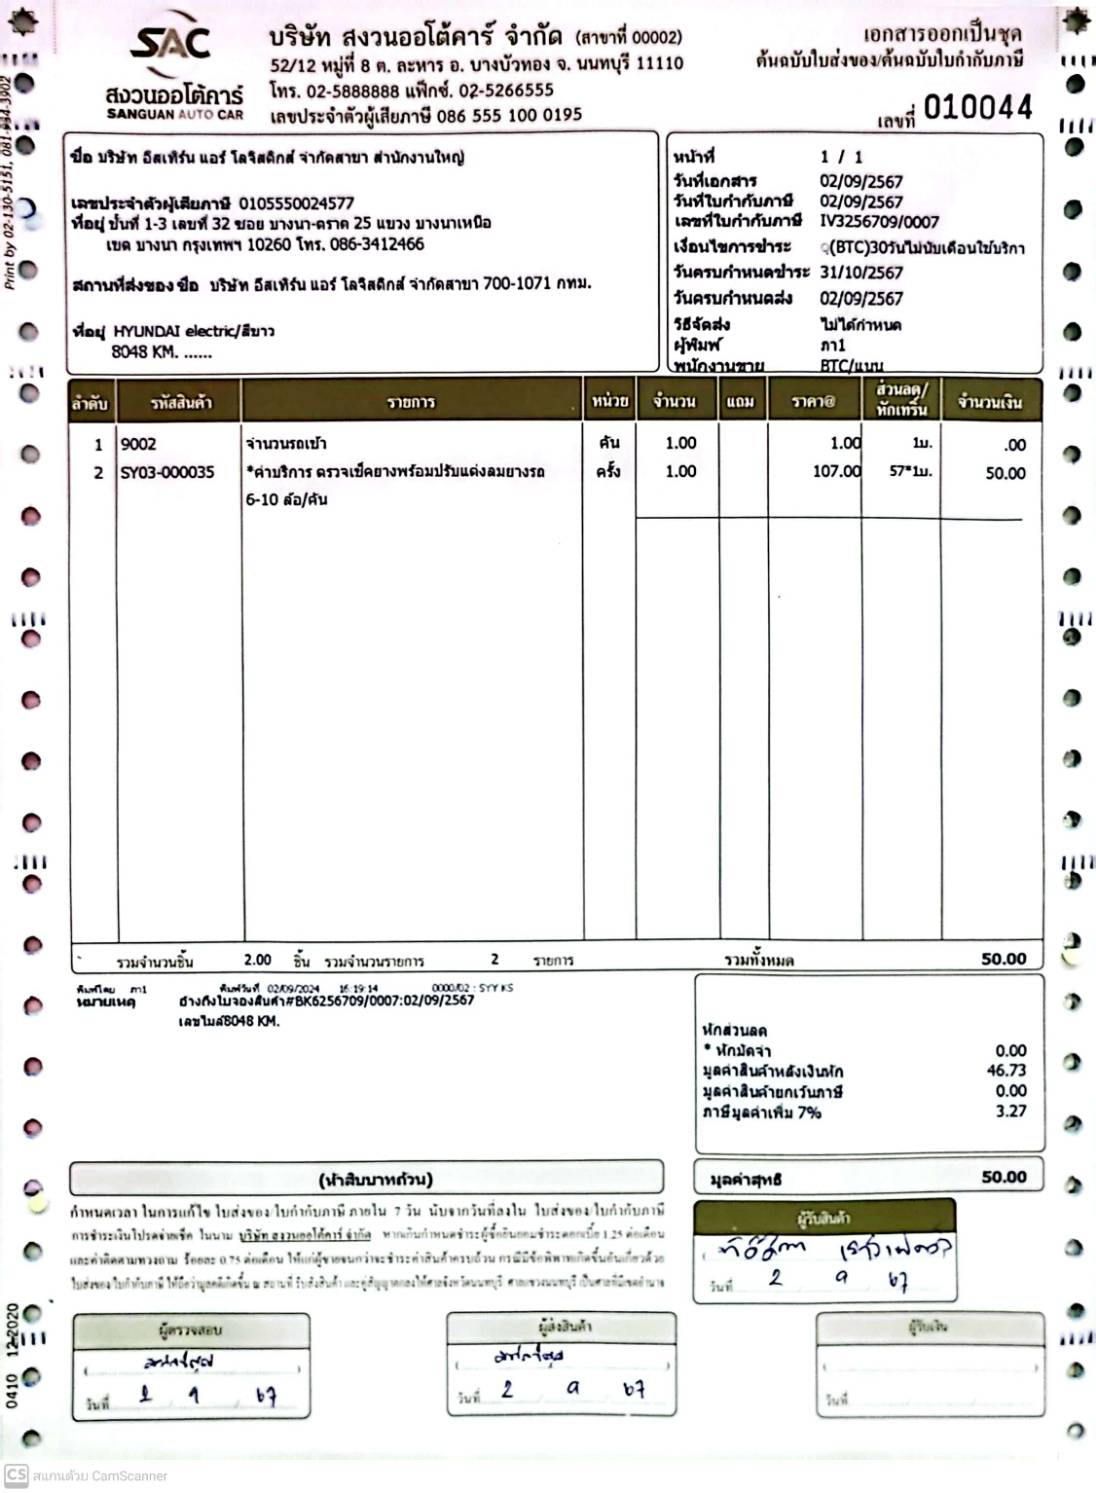 SAC
สงวนออโต้คาร์
SANGUAN AUTO CAR
บริษัท สงวนออโต้คาร์ จำกัด (สาขาที่ 00002)
52/12 หมู่ที่ 8 ต. ละหาร อ. บางบัวทอง จ. นนทบุรี 11110
โทร. 02-5888888 แฟ็กซ์. 02-5266555
เลขประจำตัวผู้เสียภาษี 086 555 100 0195
เอกสารออกเป็นชุด
ต้นฉบับใบส่งของ/ต้นฉบับใบกำกับภาษี
เลขที่ 010044
Print by 02-130-5151, 081-934-3902
ชื่อ บริษัท อีสเทิร์น แอร์ โลจิสติกส์ จำกัดสาขา สำนักงานใหญ่
เลขประจำตัวผู้เสียภาษี 0105550024577
ที่อยู่ ชั้นที่ 1-3 เลขที่ 32 ซอย บางนา-ตราด 25 แขวง บางนาเหนือ
เขต บางนา กรุงเทพฯ 10260 โทร. 086-3412466
สถานที่ส่งของ ชื่อ บริษัท อีสเทิร์น แอร์ โลจิสติกส์ จำกัดสาขา 700-1071 กทม.
ที่อยู่ HYUNDAI electric/สีขาว
8048 KM. ......
หน้าที่ 1 / 1
วันที่เอกสาร 02/09/2567
วันที่ใบกำกับภาษี 02/09/2567
เลขที่ใบกำกับภาษี IV3256709/0007
เงื่อนไขการชำระ (BTC)30วันไม่นับเดือนใช้บริกา
วันครบกำหนดชำระ 31/10/2567
วันครบกำหนดส่ง 02/09/2567
วิธีจัดส่ง ไม่ได้กำหนด
ผู้พิมพ์ ภา1
พนักงานขาย BTC/แบน
ลำดับ รหัสสินค้า รายการ หน่วย จำนวน แถม ราคา@ ส่วนลด/หักเทริ์น จำนวนเงิน
1 9002 จำนวนรถเข้า คัน 1.00 1.00 1บ. .00
2 SY03-000035 *ค่าบริการ ตรวจเช็คยางพร้อมปรับแต่งลมยางรถ ครั้ง 1.00 107.00 57*1บ. 50.00
6-10 ล้อ/คัน
รวมจำนวนชิ้น 2.00 ชิ้น รวมจำนวนรายการ 2 รายการ รวมทั้งหมด 50.00
พิมพ์โดย ภา1 พิมพ์วันที่ 02/09/2024 16:19:14 0000/02 : SYYKS
หมายเหตุ อ้างถึงใบจองสินค้า#BK6256709/0007:02/09/2567
เลขไมล์8048 KM.
หักส่วนลด
* หักมัดจำ 0.00
มูลค่าสินค้าหลังเงินหัก 46.73
มูลค่าสินค้ายกเว้นภาษี 0.00
ภาษีมูลค่าเพิ่ม 7% 3.27
(ห้าสิบบาทถ้วน)
มูลค่าสุทธิ 50.00
กำหนดเวลา ในการแก้ไข ใบส่งของ/ใบกำกับภาษี ภายใน 7 วัน นับจากวันที่ลงใน ใบส่งของ/ใบกำกับภาษี
การชำระเงินโปรดจ่ายเช็ค ในนาม บริษัท สงวนออโต้คาร์ จำกัด หากเกินกำหนดชำระผู้ซื้อยินยอมชำระดอกเบี้ย 1.25 ต่อเดือน
และค่าติดตามทวงถาม ร้อยละ 0.75 ต่อเดือน ให้แก่ผู้ขายจนกว่าจะชำระค่าสินค้าครบถ้วน กรณีมีข้อพิพาทเกิดขึ้นอันเกี่ยวด้วย
ใบส่งของ/ใบกำกับภาษี ให้ถือว่ามูลคดีเกิดขึ้น ณ สถานที่ รับส่งสินค้า และคู่สัญญาตกลงให้ศาลจังหวัดนนทบุรี ศาลแขวงนนทบุรี เป็นศาลที่มีเขตอำนาจ
ผู้รับสินค้า
วันที่ 2 9 67
ผู้ตรวจสอบ
วันที่ 2 9 67
ผู้ส่งสินค้า
วันที่ 2 9 67
ผู้รับเงิน
วันที่
0410 12-2020
CS สแกนด้วย CamScanner